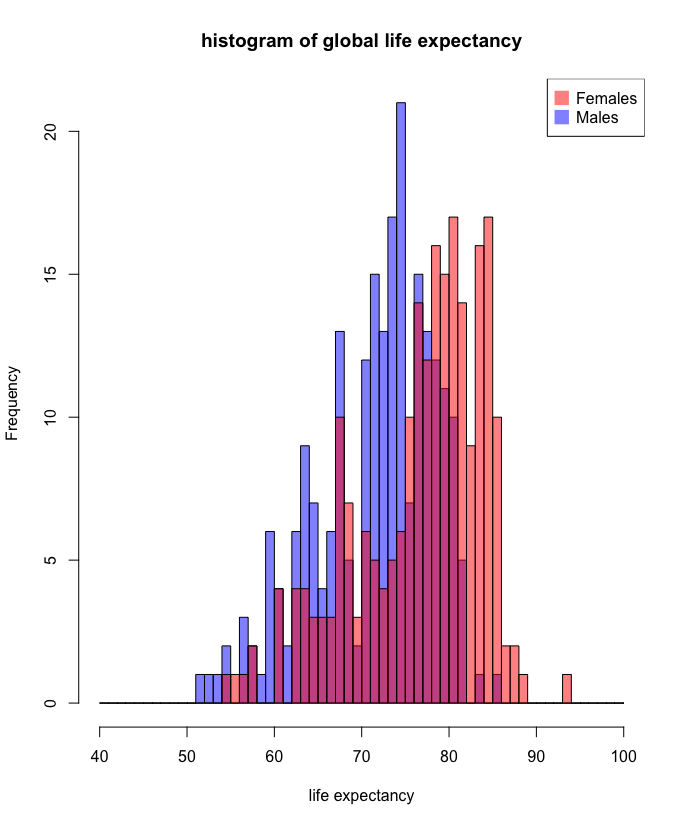 histogram of global life expectancy
Females
Males
20
15
10
5
0
Frequency
40 50 60 70 80 90 100
life expectancy